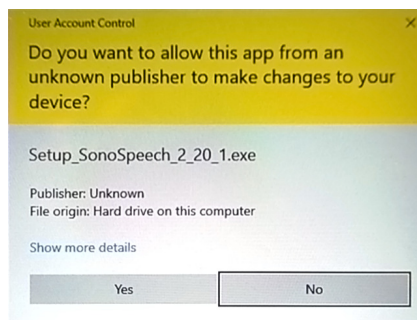 User Account Control
Do you want to allow this app from an
unknown publisher to make changes to your
device?
Setup_SonoSpeech_2_20_1.exe
Publisher: Unknown
File origin: Hard drive on this computer
Show more details
Yes
No